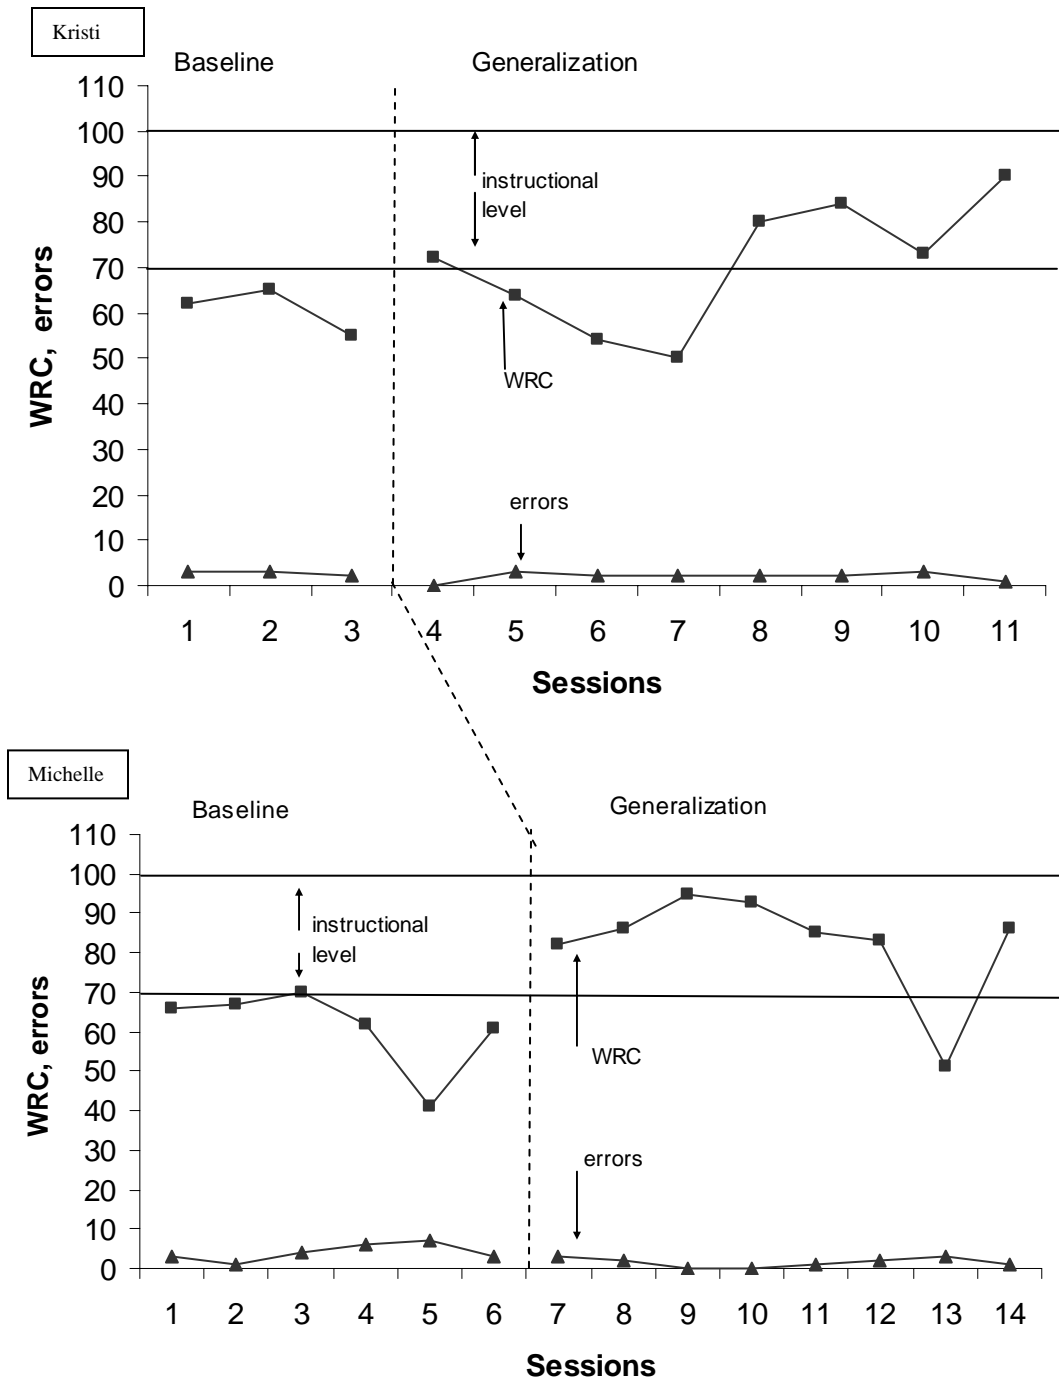 Kristi
Baseline Generalization
110
100
90
80
70
60
50
40
30
20
10
0
WRC, errors
instructional
level
WRC
errors
1 2 3 4 5 6 7 8 9 10 11
Sessions
Michelle
Baseline Generalization
110
100
90
80
70
60
50
40
30
20
10
0
WRC, errors
instructional
level
WRC
errors
1 2 3 4 5 6 7 8 9 10 11 12 13 14
Sessions